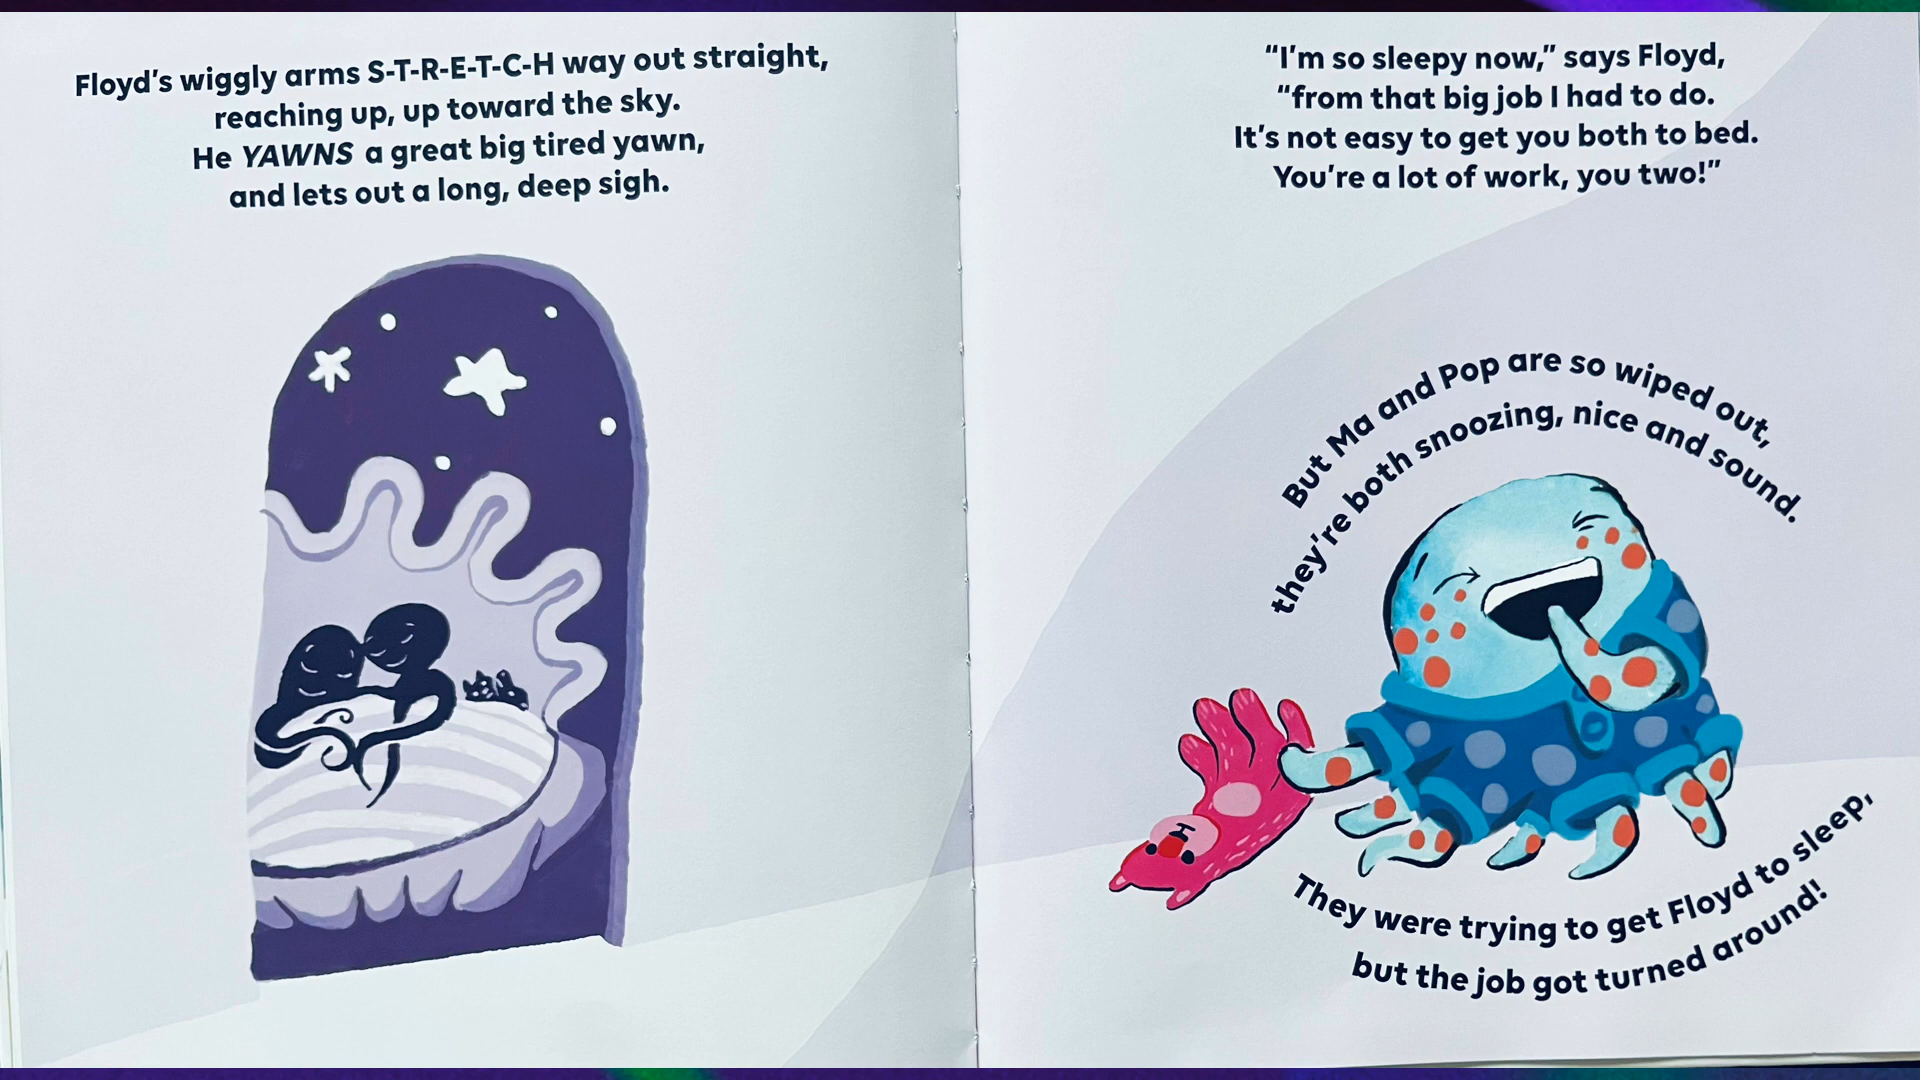 Floyd's wiggly arms S-T-R-E-T-C-H way out straight,
reaching up, up toward the sky.
He YAWNS a great big tired yawn,
and lets out a long, deep sigh.
“I'm so sleepy now,” says Floyd,
“from that big job I had to do.
It's not easy to get you both to bed.
You're a lot of work, you two!”
But Ma and Pop are so wiped out,
they're both snoozing, nice and sound.
They were trying to get Floyd to sleep,
but the job got turned around!